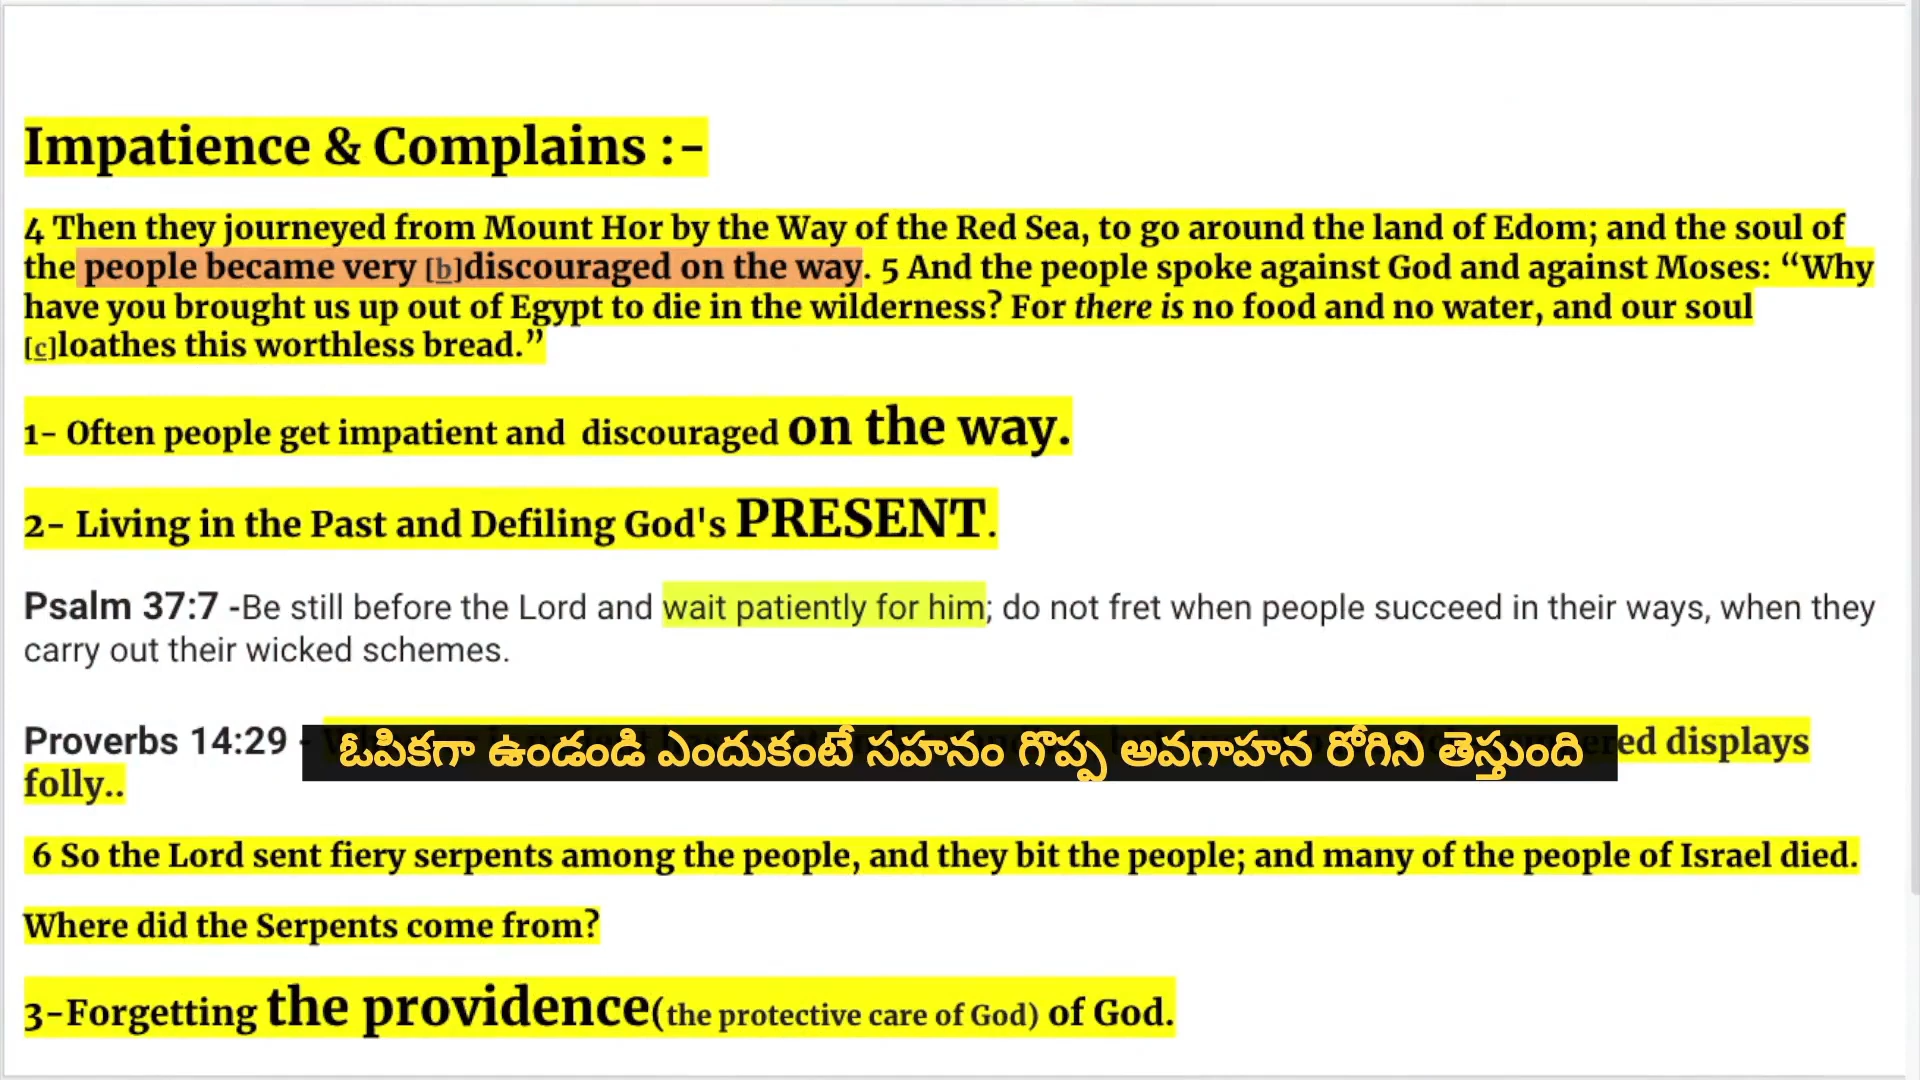 Impatience & Complains :-
4 Then they journeyed from Mount Hor by the Way of the Red Sea, to go around the land of Edom; and the soul of
the people became very [b]discouraged on the way. 5 And the people spoke against God and against Moses: “Why
have you brought us up out of Egypt to die in the wilderness? For there is no food and no water, and our soul
[c]loathes this worthless bread.”
1- Often people get impatient and  discouraged on the way.
2- Living in the Past and Defiling God's PRESENT.
Psalm 37:7 -Be still before the Lord and wait patiently for him; do not fret when people succeed in their ways, when they
carry out their wicked schemes.
Proverbs 14:29 - displays
ఓపికగా ఉండండి ఎందుకంటే సహనం గొప్ప అవగాహన రోగిని తెస్తుంది
folly..
6 So the Lord sent fiery serpents among the people, and they bit the people; and many of the people of Israel died.
Where did the Serpents come from?
3-Forgetting the providence(the protective care of God) of God.